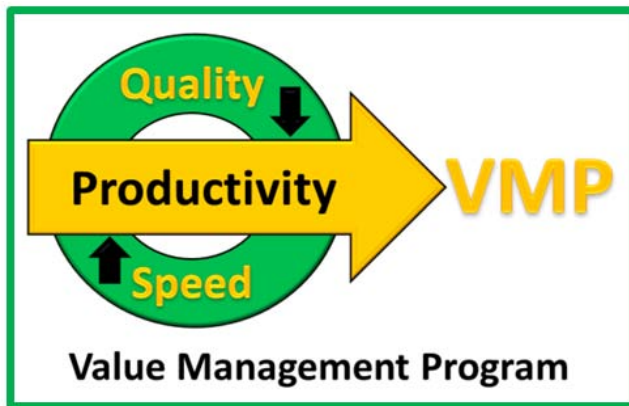 Quality
Productivity
VMP
Speed
Value Management Program